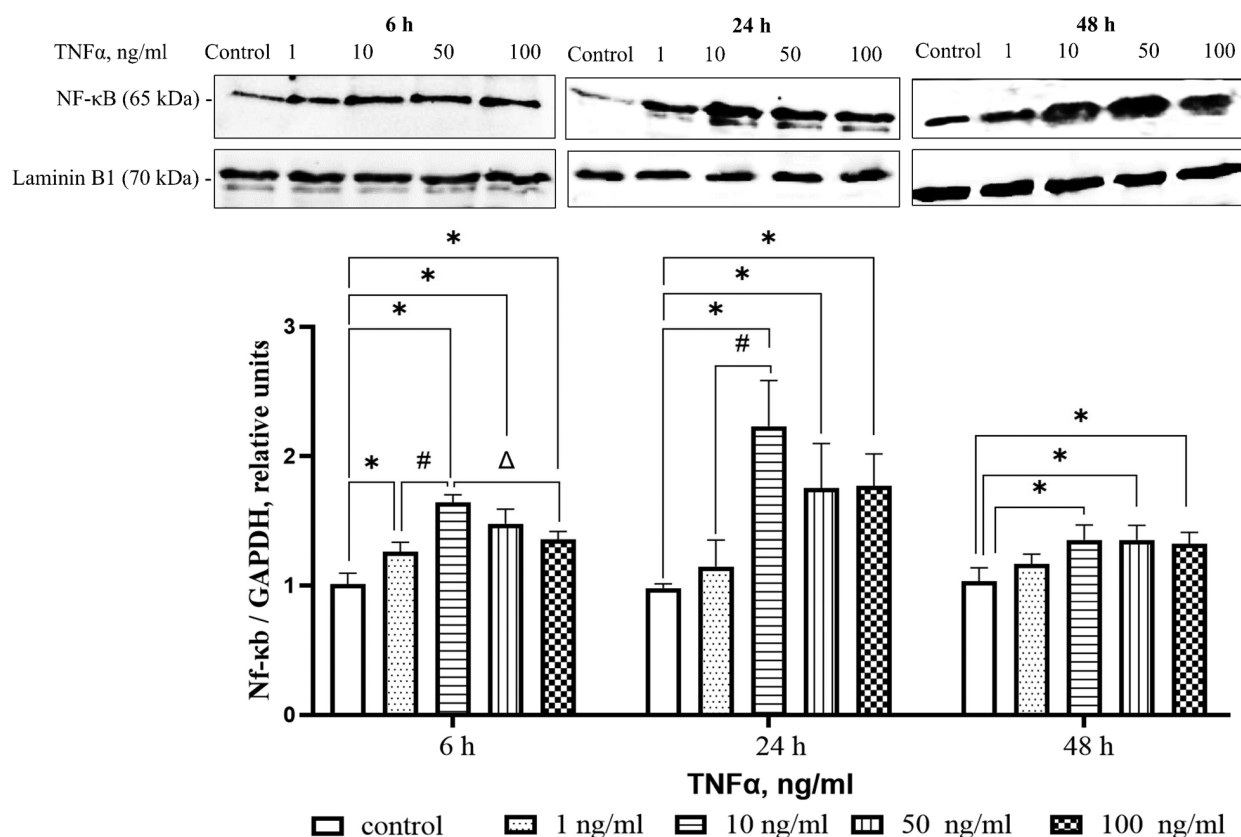 6 h 24 h 48 h
TNFα, ng/ml Control 1 10 50 100 Control 1 10 50 100 Control 1 10 50 100
NF-κB (65 kDa) -
Laminin B1 (70 kDa) -
* *
* * *
* * # * * *
* # Δ
3
2
1
0
Nf-κb / GAPDH, relative units
6 h 24 h 48 h
TNFα, ng/ml
control 1 ng/ml 10 ng/ml 50 ng/ml 100 ng/ml